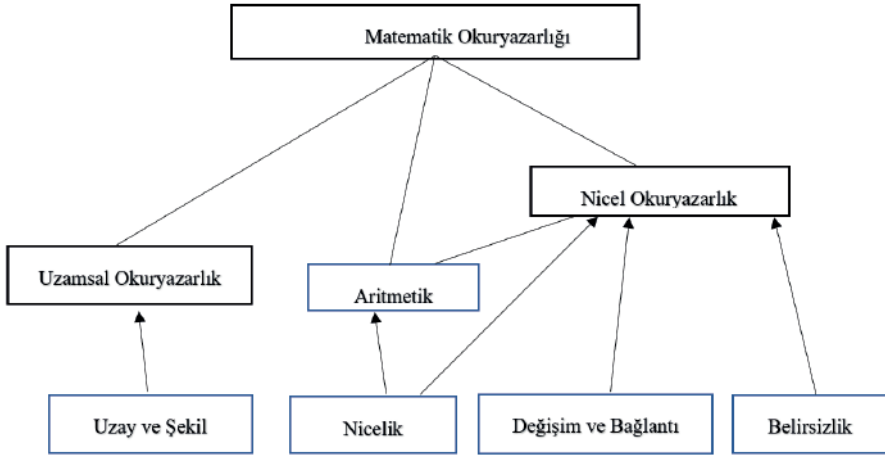 Matematik Okuryazarlığı
Nicel Okuryazarlık
Uzamsal Okuryazarlık
Aritmetik
Uzay ve Şekil
Nicelik
Değişim ve Bağlantı
Belirsizlik